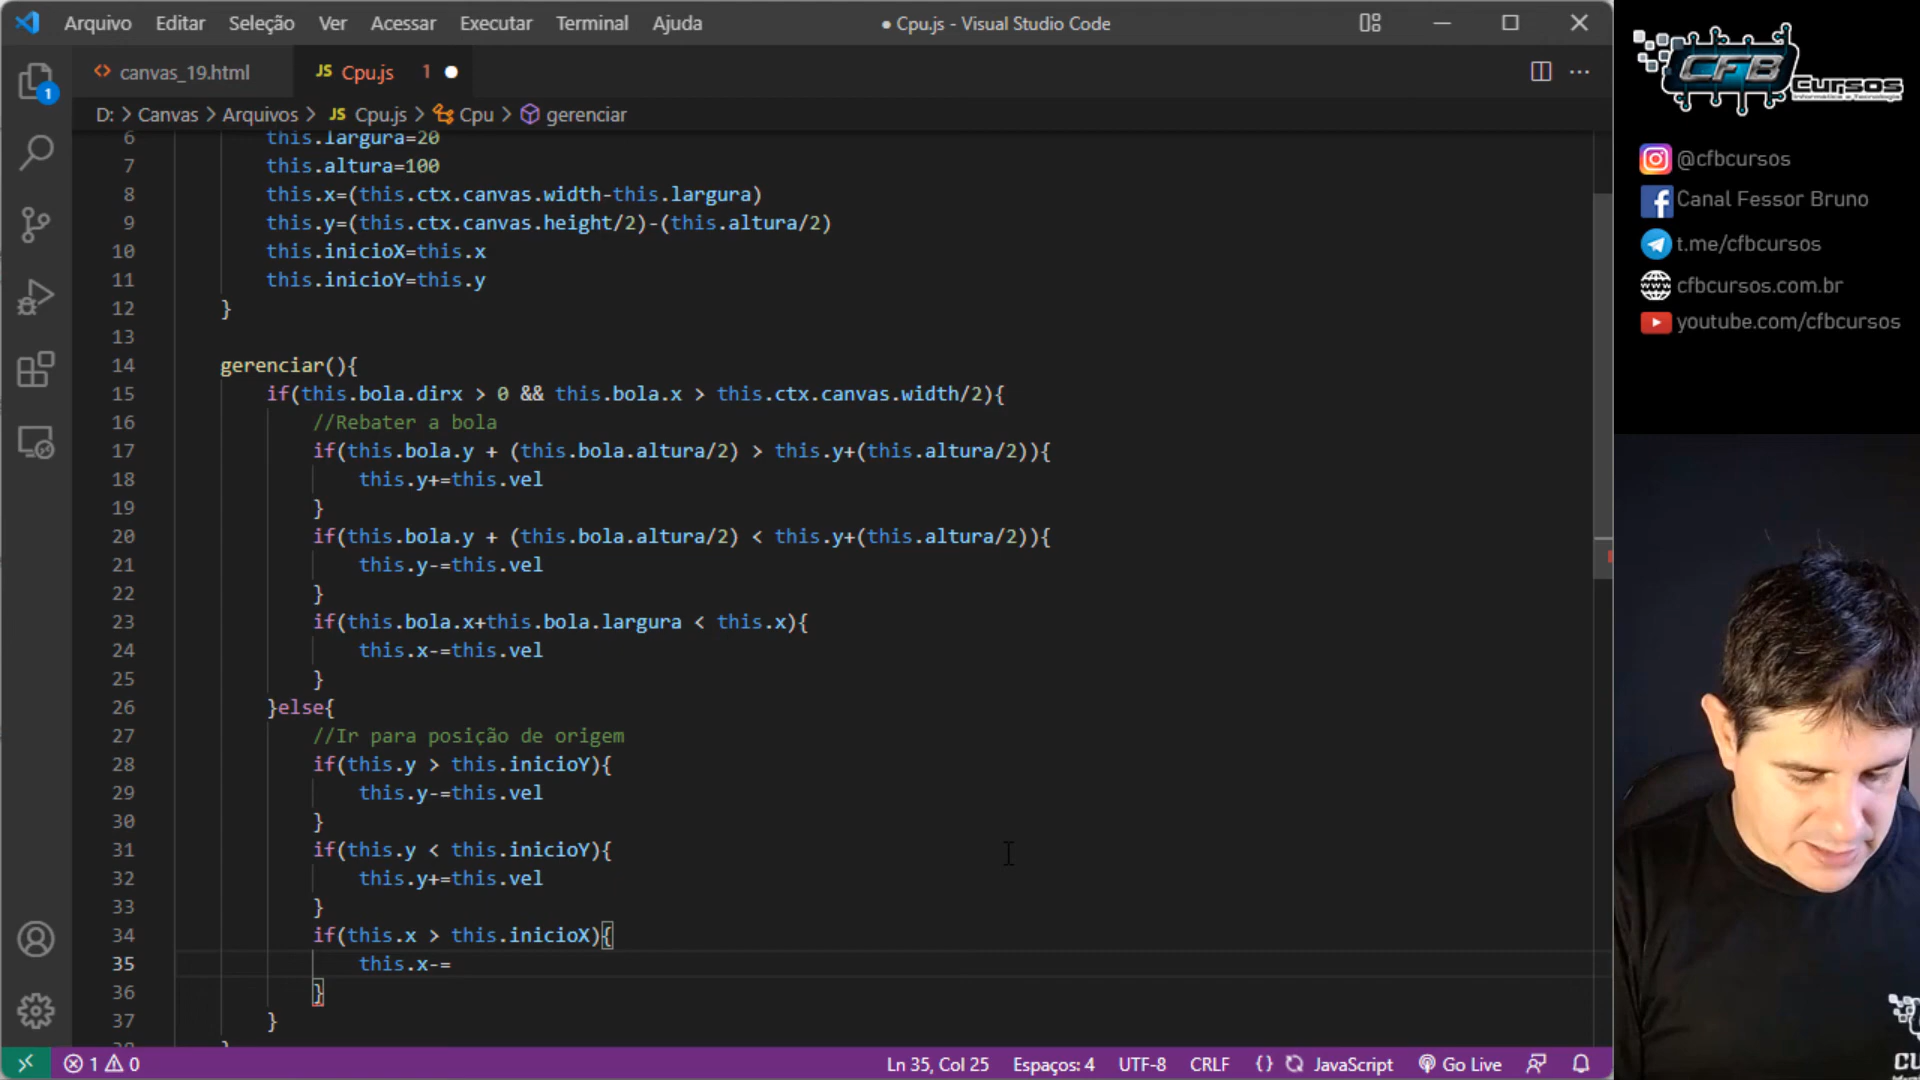 Arquivo Editar Seleção Ver Acessar Executar Terminal Ajuda ● Cpu.js - Visual Studio Code
canvas_19.html JS Cpu.js 1
D: > Canvas > Arquivos > JS Cpu.js > Cpu > gerenciar
6 this.largura=20
7 this.altura=100
8 this.x=(this.ctx.canvas.width-this.largura)
9 this.y=(this.ctx.canvas.height/2)-(this.altura/2)
10 this.inicioX=this.x
11 this.inicioY=this.y
12 }
13
14 gerenciar(){
15 if(this.bola.dirx > 0 && this.bola.x > this.ctx.canvas.width/2){
16 //Rebater a bola
17 if(this.bola.y + (this.bola.altura/2) > this.y+(this.altura/2)){
18 this.y+=this.vel
19 }
20 if(this.bola.y + (this.bola.altura/2) < this.y+(this.altura/2)){
21 this.y-=this.vel
22 }
23 if(this.bola.x+this.bola.largura < this.x){
24 this.x-=this.vel
25 }
26 }else{
27 //Ir para posição de origem
28 if(this.y > this.inicioY){
29 this.y-=this.vel
30 }
31 if(this.y < this.inicioY){
32 this.y+=this.vel
33 }
34 if(this.x > this.inicioX){
35 this.x-=
36 }
37 }
1
1 0 Ln 35, Col 25 Espaços: 4 UTF-8 CRLF {} JavaScript Go Live
CFB Cursos
@cfbcursos
Canal Fessor Bruno
t.me/cfbcursos
cfbcursos.com.br
youtube.com/cfbcursos